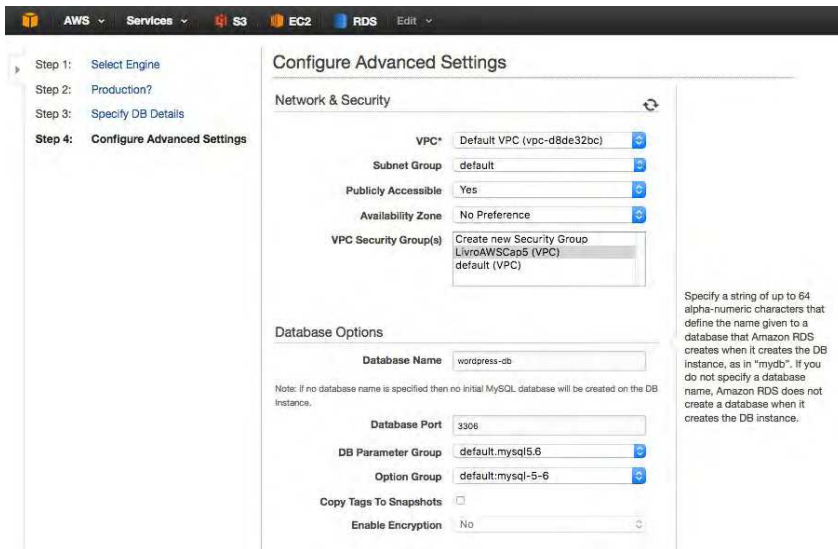 AWS Services S3 EC2 RDS Edit
Step 1: Select Engine
Step 2: Production?
Step 3: Specify DB Details
Step 4: Configure Advanced Settings
Configure Advanced Settings
Network & Security
VPC* Default VPC (vpc-d8de32bc)
Subnet Group default
Publicly Accessible Yes
Availability Zone No Preference
VPC Security Group(s) Create new Security Group
LivroAWSCap5 (VPC)
default (VPC)
Database Options
Database Name wordpress-db
Note: if no database name is specified then no initial MySQL database will be created on the DB
Instance.
Database Port 3306
DB Parameter Group default.mysql5.6
Option Group default:mysql-5-6
Copy Tags To Snapshots
Enable Encryption No
Specify a string of up to 64
alpha-numeric characters that
define the name given to a
database that Amazon RDS
creates when it creates the DB
instance, as in "mydb". If you
do not specify a database
name, Amazon RDS does not
create a database when it
creates the DB instance.